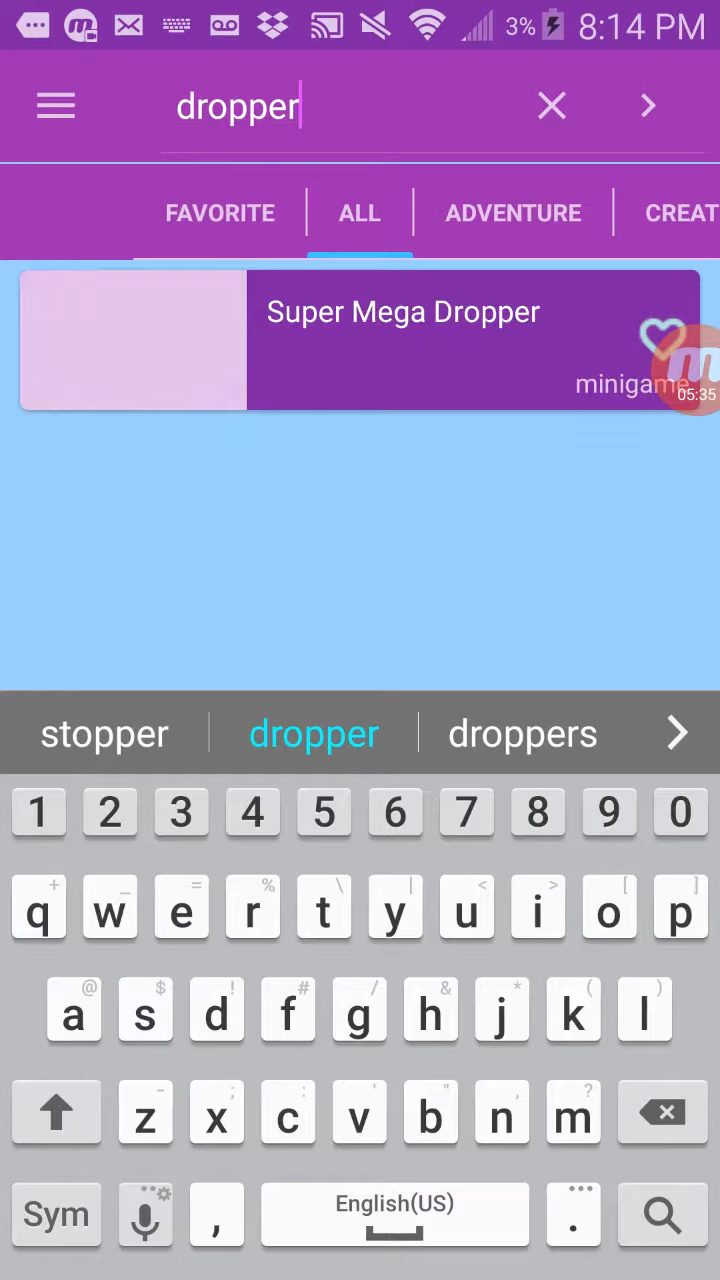 3% 8:14 PM
dropper
FAVORITE ALL ADVENTURE CREAT
Super Mega Dropper
minigame
05:35
stopper dropper droppers
1 2 3 4 5 6 7 8 9 0
+ _ = % \ | < > [ ]
q w e r t y u i o p
@ $ ! # / & * ( )
a s d f g h j k l
- ; : ' " , ?
z x c v b n m
English(US)
Sym , .